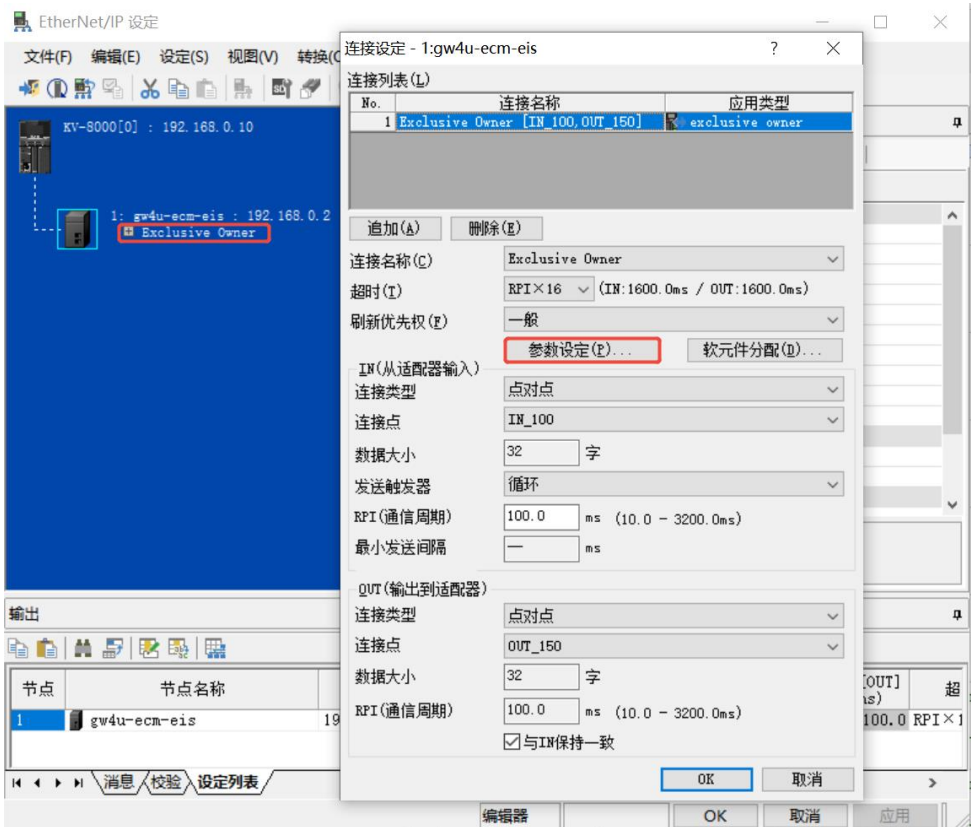 EtherNet/IP 设定
文件(F) 编辑(E) 设定(S) 视图(V) 转换(C
KV-8000[0] : 192.168.0.10
1: gw4u-ecm-eis : 192.168.0.2
Exclusive Owner
连接设定 - 1:gw4u-ecm-eis ?
连接列表(L)
No. 连接名称 应用类型
1 Exclusive Owner [IN_100,OUT_150] exclusive owner
追加(A) 删除(E)
连接名称(C) Exclusive Owner
超时(T) RPI×16 (IN:1600.0ms / OUT:1600.0ms)
刷新优先权(F) 一般
参数设定(P)... 软元件分配(D)...
IN(从适配器输入)
连接类型 点对点
连接点 IN_100
数据大小 32 字
发送触发器 循环
RPI(通信周期) 100.0 ms (10.0 - 3200.0ms)
最小发送间隔 — ms
OUT(输出到适配器)
连接类型 点对点
连接点 OUT_150
数据大小 32 字
RPI(通信周期) 100.0 ms (10.0 - 3200.0ms)
与IN保持一致
OK 取消
输出
节点 节点名称 [OUT] 超
1 gw4u-ecm-eis 19 100.0 RPI×1
消息 校验 设定列表
编辑器 OK 取消 应用